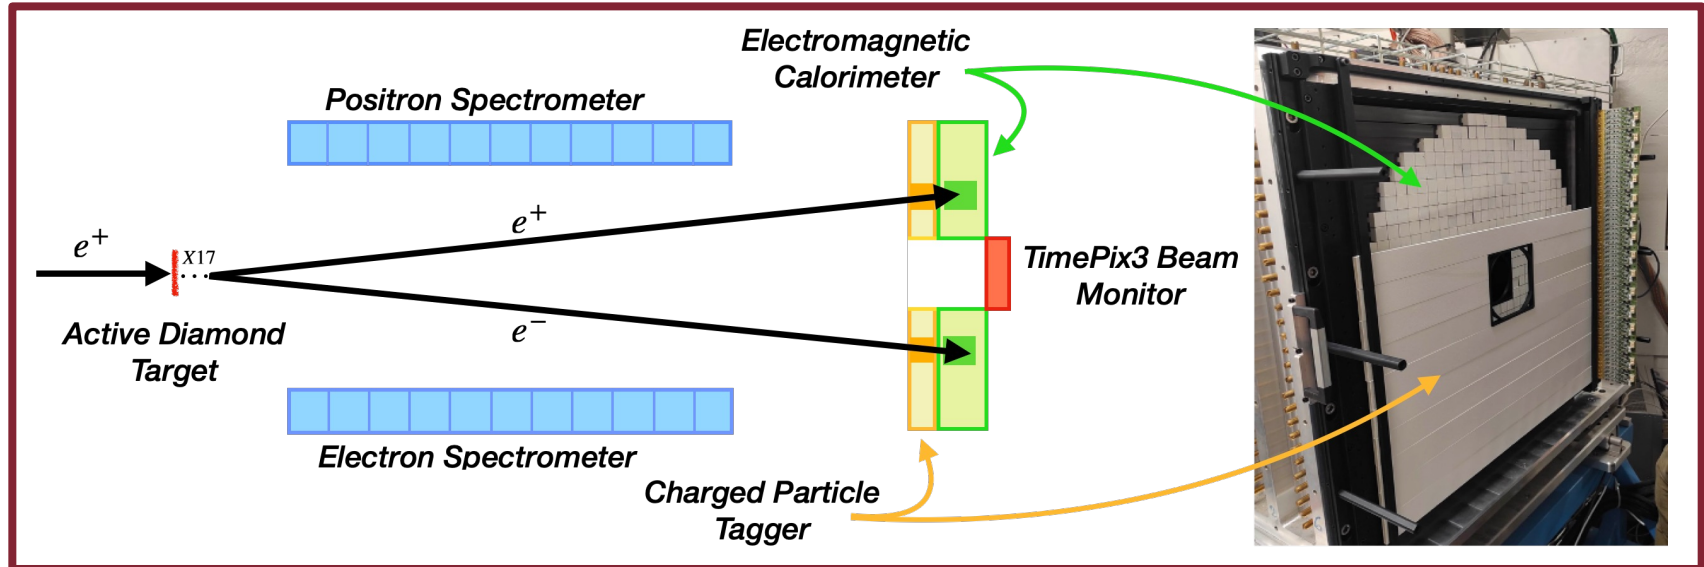 Electromagnetic
Calorimeter
Positron Spectrometer
e⁺
e⁺
X17
TimePix3 Beam
Monitor
Active Diamond
Target
e⁻
Electron Spectrometer
Charged Particle
Tagger